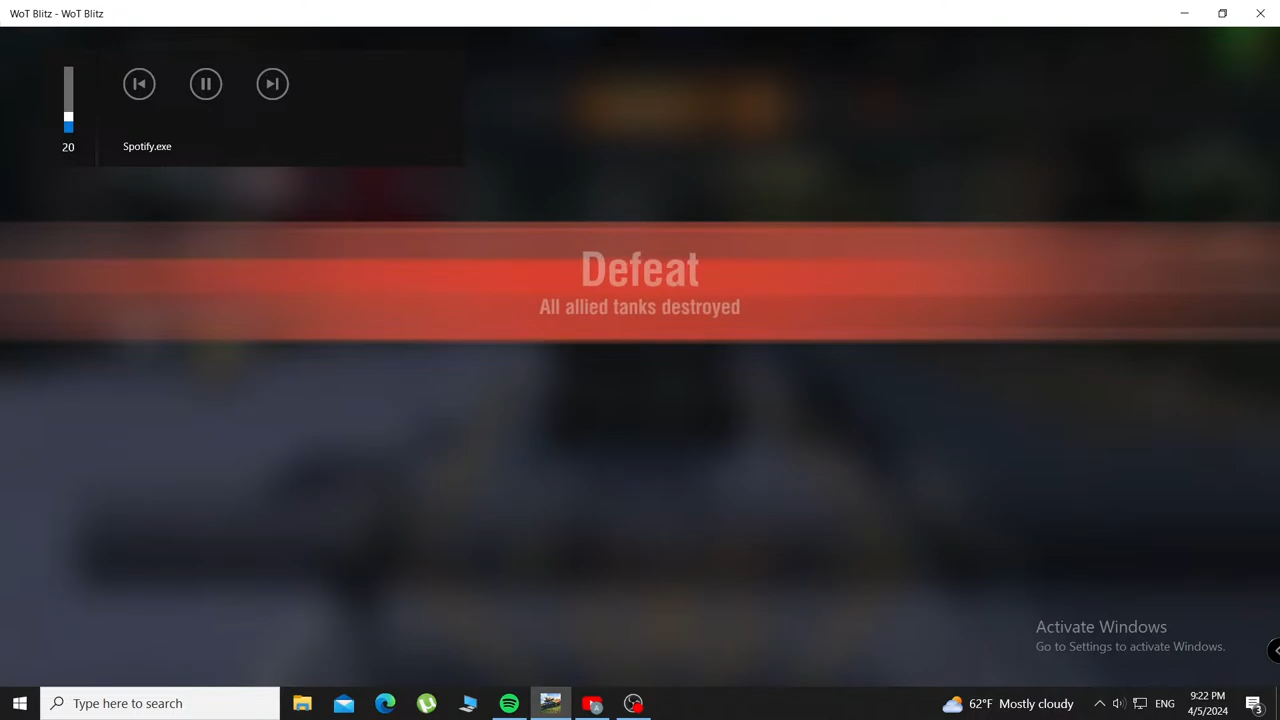 WoT Blitz - WoT Blitz
20
Spotify.exe
Defeat
All allied tanks destroyed
Activate Windows
Go to Settings to activate Windows.
Type here to search
62°F Mostly cloudy
ENG
9:22 PM
4/5/2024
3